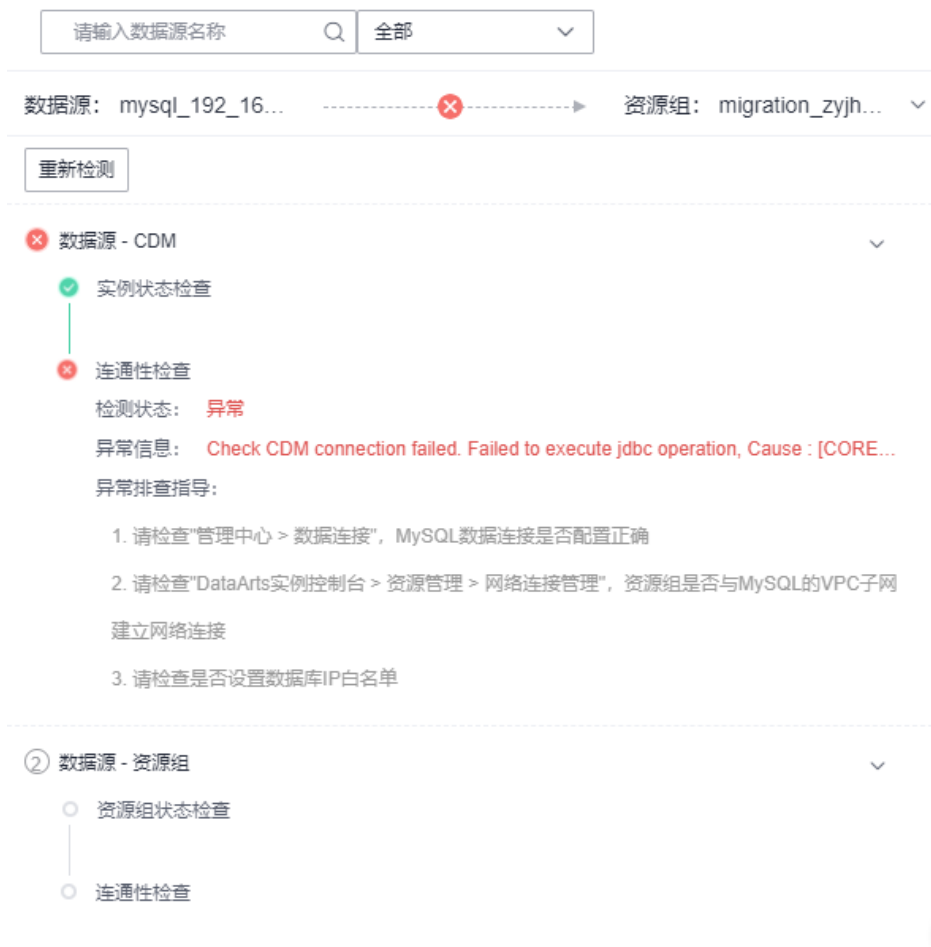 请输入数据源名称 全部
数据源： mysql_192_16... 资源组： migration_zyjh...
重新检测
数据源 - CDM
实例状态检查
连通性检查
检测状态： 异常
异常信息： Check CDM connection failed. Failed to execute jdbc operation, Cause : [CORE...
异常排查指导：
1. 请检查"管理中心 > 数据连接"，MySQL数据连接是否配置正确
2. 请检查"DataArts实例控制台 > 资源管理 > 网络连接管理"，资源组是否与MySQL的VPC子网
建立网络连接
3. 请检查是否设置数据库IP白名单
2 数据源 - 资源组
资源组状态检查
连通性检查